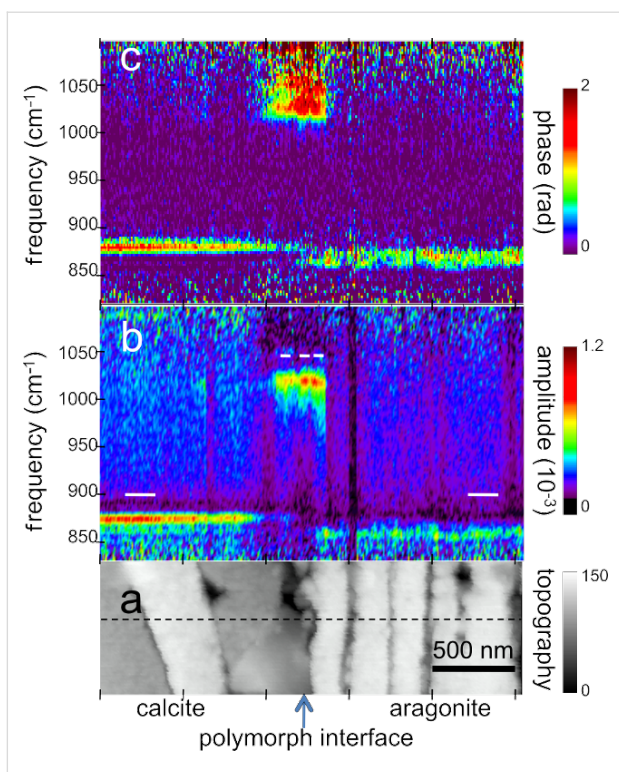 c
1050
1000
950
900
850
frequency (cm⁻¹)
2
0
phase (rad)
b
1050
1000
950
900
850
frequency (cm⁻¹)
1.2
0
amplitude (10⁻³)
a
500 nm
150
0
topography
calcite
aragonite
polymorph interface